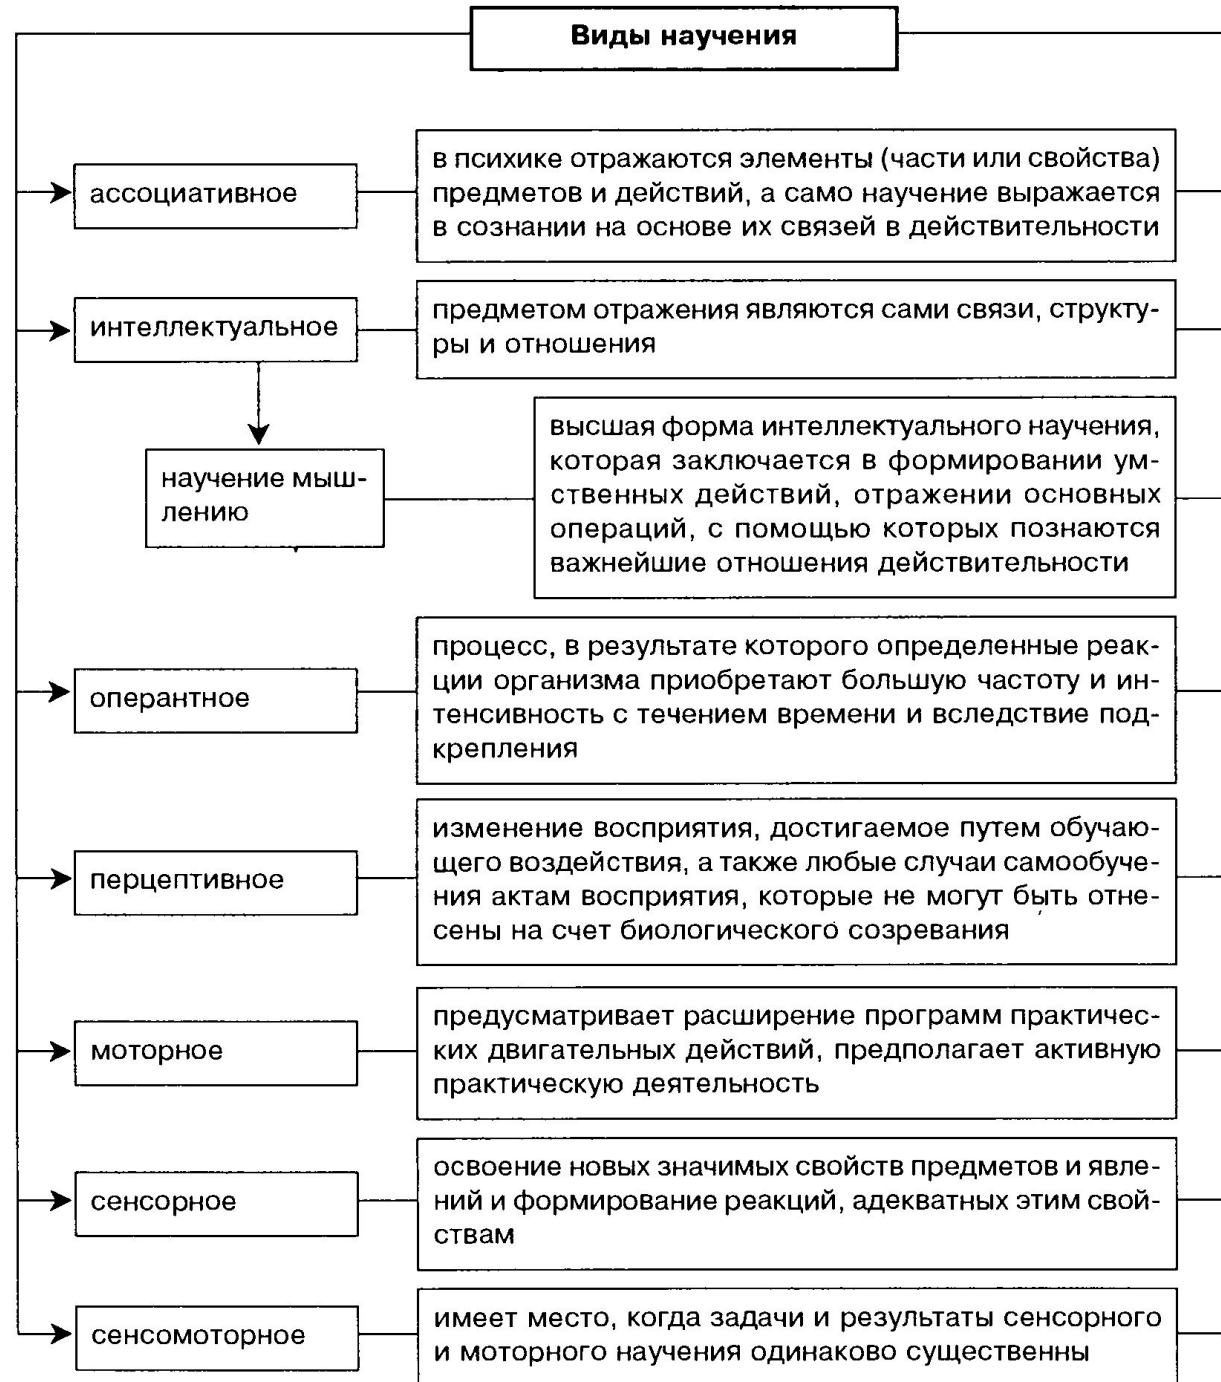 Виды научения
ассоциативное
в психике отражаются элементы (части или свойства)
предметов и действий, а само научение выражается
в сознании на основе их связей в действительности
интеллектуальное
предметом отражения являются сами связи, структу-
ры и отношения
научение мыш-
лению
высшая форма интеллектуального научения,
которая заключается в формировании ум-
ственных действий, отражении основных
операций, с помощью которых познаются
важнейшие отношения действительности
оперантное
процесс, в результате которого определенные реак-
ции организма приобретают большую частоту и ин-
тенсивность с течением времени и вследствие под-
крепления
перцептивное
изменение восприятия, достигаемое путем обучаю-
щего воздействия, а также любые случаи самообуче-
ния актам восприятия, которые не могут быть отне-
сены на счет биологического созревания
моторное
предусматривает расширение программ практичес-
ких двигательных действий, предполагает активную
практическую деятельность
сенсорное
освоение новых значимых свойств предметов и явле-
ний и формирование реакций, адекватных этим свой-
ствам
сенсомоторное
имеет место, когда задачи и результаты сенсорного
и моторного научения одинаково существенны